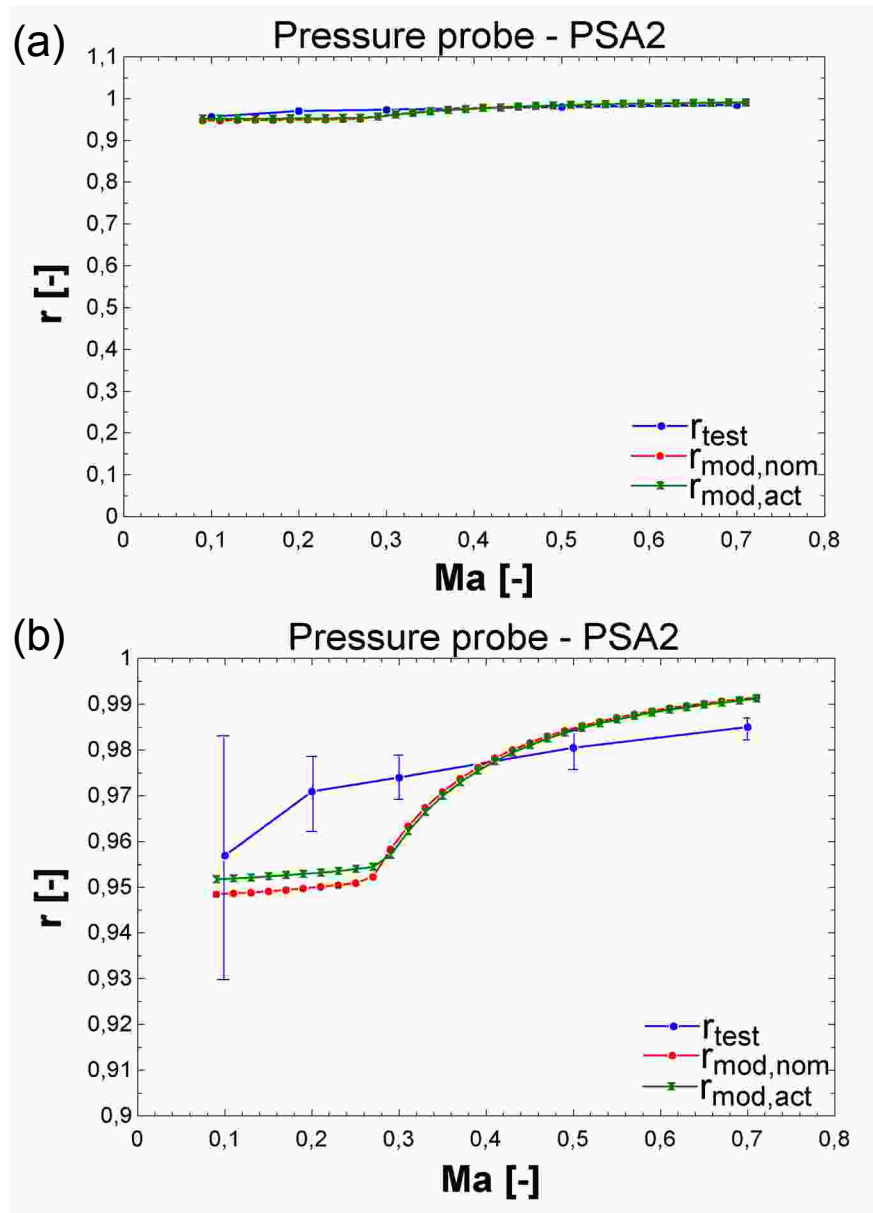 (a)
Pressure probe - PSA2
1,1
1
0,9
0,8
0,7
0,6
0,5
0,4
0,3
0,2
0,1
0
r [-]
r_test
r_mod,nom
r_mod,act
0 0,1 0,2 0,3 0,4 0,5 0,6 0,7 0,8
Ma [-]
(b)
Pressure probe - PSA2
1
0,99
0,98
0,97
0,96
0,95
0,94
0,93
0,92
0,91
0,9
r [-]
r_test
r_mod,nom
r_mod,act
0 0,1 0,2 0,3 0,4 0,5 0,6 0,7 0,8
Ma [-]